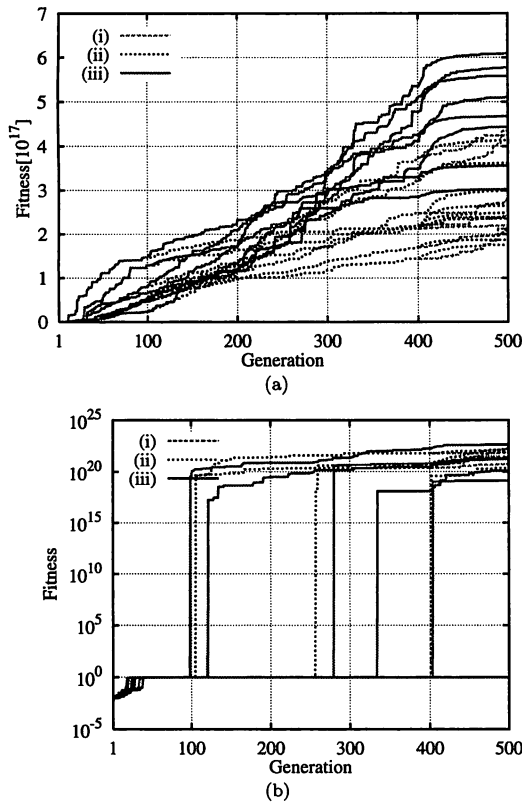 Fitness[10^17]
7
6
5
4
3
2
1
0
(i)
(ii)
(iii)
1 100 200 300 400 500
Generation
(a)
Fitness
10^25
10^20
10^15
10^10
10^5
10^0
10^-5
(i)
(ii)
(iii)
1 100 200 300 400 500
Generation
(b)